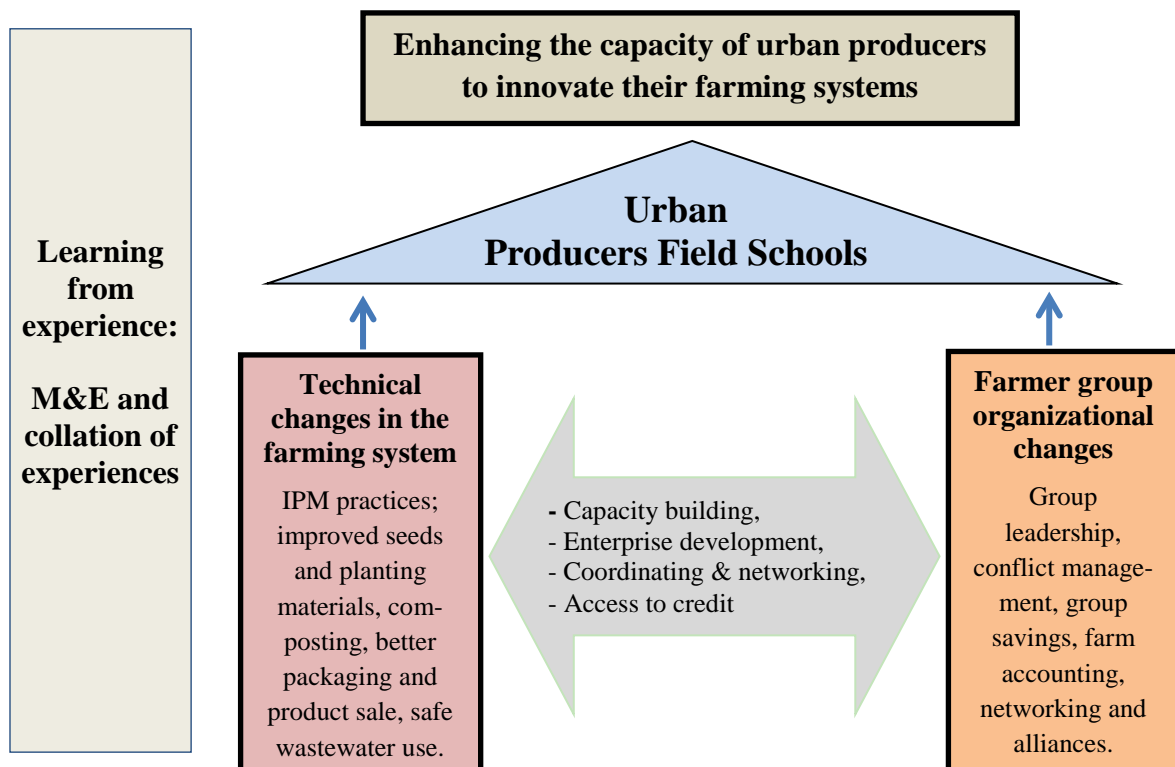 Enhancing the capacity of urban producers
to innovate their farming systems
Urban
Producers Field Schools
Learning
from
experience:
M&E and
collation of
experiences
Technical
changes in the
farming system
IPM practices;
improved seeds
and planting
materials, com-
posting, better
packaging and
product sale, safe
wastewater use.
- Capacity building,
- Enterprise development,
- Coordinating & networking,
- Access to credit
Farmer group
organizational
changes
Group
leadership,
conflict manage-
ment, group
savings, farm
accounting,
networking and
alliances.